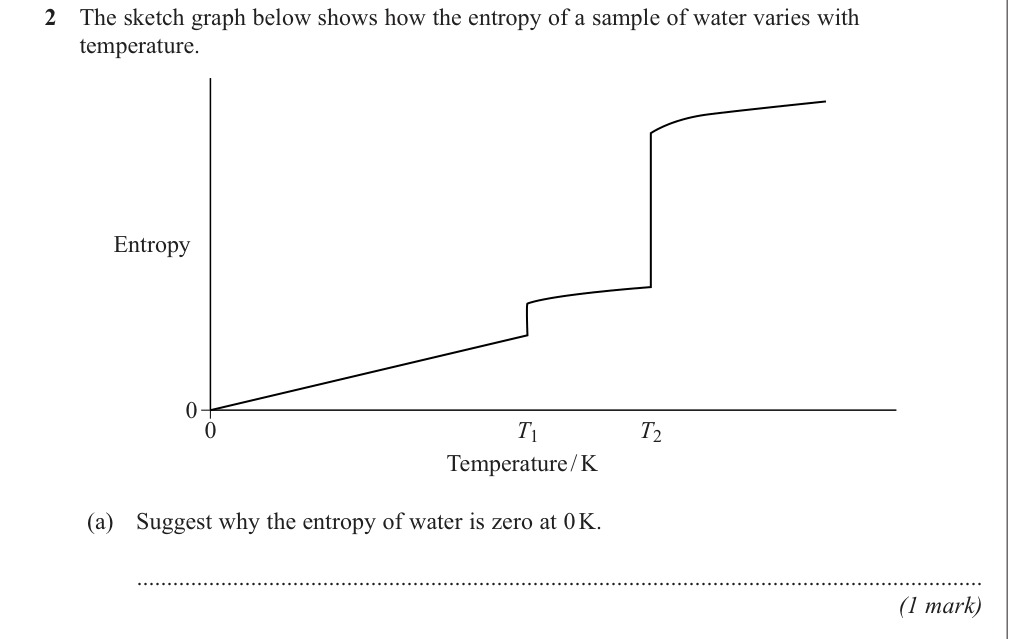 2 The sketch graph below shows how the entropy of a sample of water varies with
temperature.
Entropy
0
0
T1
T2
Temperature/K
(a) Suggest why the entropy of water is zero at 0 K.
(1 mark)